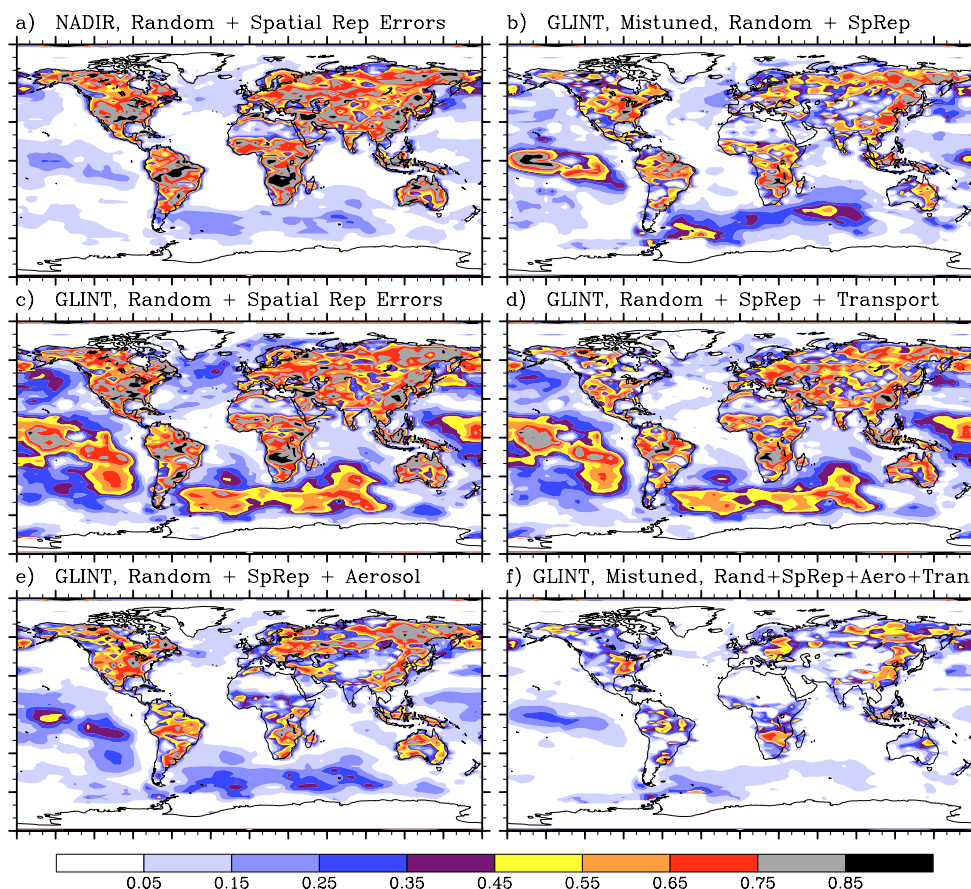 a) NADIR, Random + Spatial Rep Errors
b) GLINT, Mistuned, Random + SpRep
c) GLINT, Random + Spatial Rep Errors
d) GLINT, Random + SpRep + Transport
e) GLINT, Random + SpRep + Aerosol
f) GLINT, Mistuned, Rand+SpRep+Aero+Tran
0.05 0.15 0.25 0.35 0.45 0.55 0.65 0.75 0.85